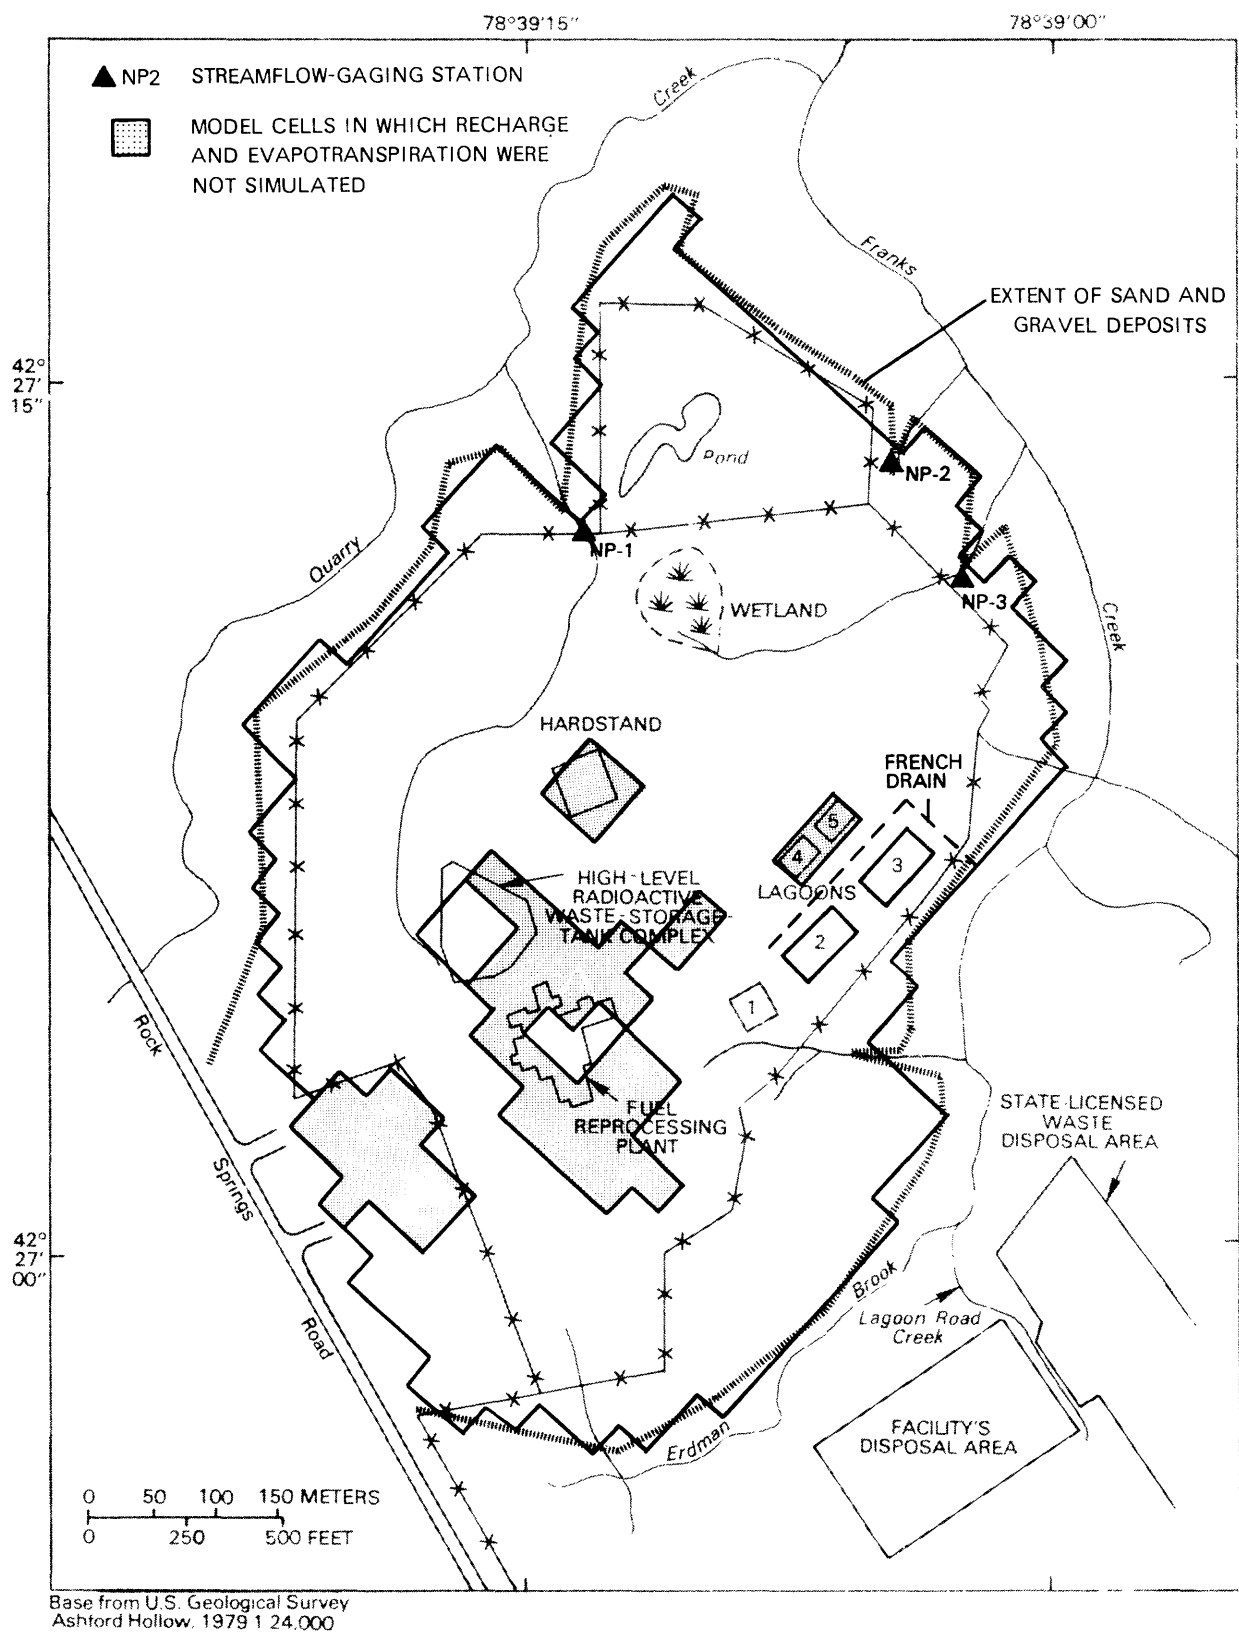 78°39'15"
78°39'00"
NP2 STREAMFLOW-GAGING STATION
MODEL CELLS IN WHICH RECHARGE
AND EVAPOTRANSPIRATION WERE
NOT SIMULATED
Creek
Franks
EXTENT OF SAND AND
GRAVEL DEPOSITS
42°
27'
15"
Pond
NP-2
Quarry
NP-1
NP-3
WETLAND
Creek
HARDSTAND
FRENCH
DRAIN
5
4
3
LAGOONS
HIGH-LEVEL
RADIOACTIVE
WASTE-STORAGE-
TANK COMPLEX
2
1
Rock
FUEL
REPROCESSING
PLANT
STATE-LICENSED
WASTE
DISPOSAL AREA
Springs
42°
27'
00"
Brook
Lagoon Road
Creek
Road
FACILITY'S
DISPOSAL AREA
Erdman
0 50 100 150 METERS
0 250 500 FEET
Base from U.S. Geological Survey
Ashford Hollow, 1979 1:24,000